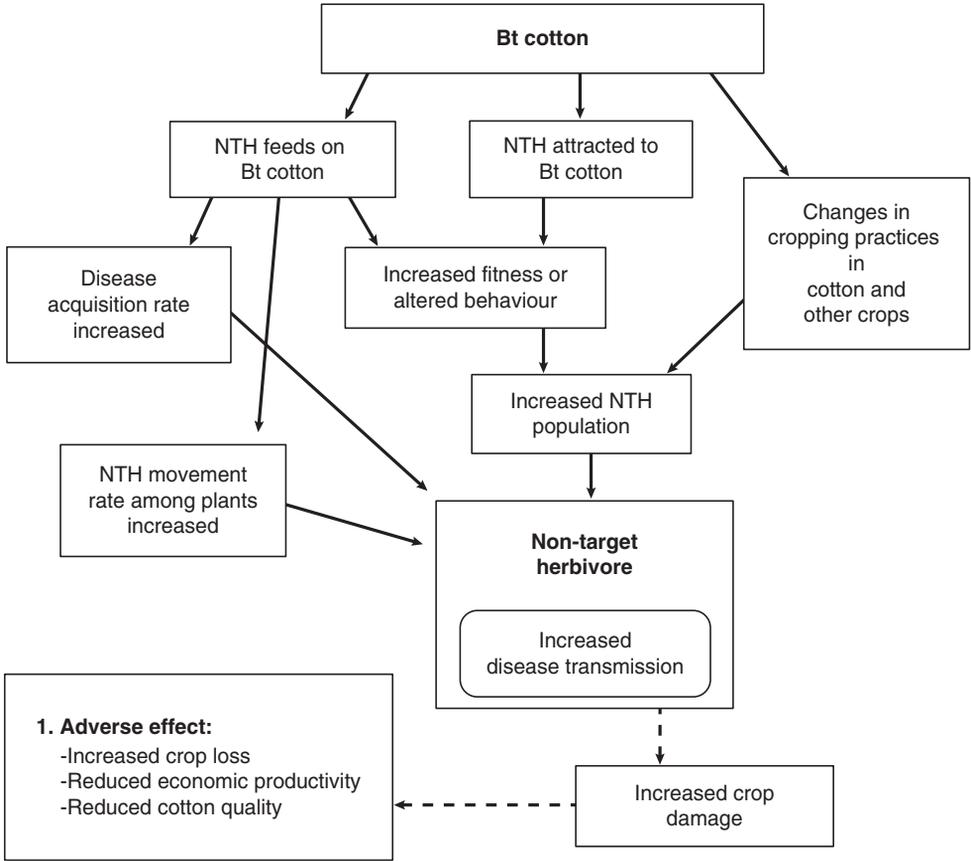 Bt cotton
NTH feeds on
Bt cotton
NTH attracted to
Bt cotton
Changes in
cropping practices
in
cotton and
other crops
Disease
acquisition rate
increased
Increased fitness or
altered behaviour
Increased NTH
population
NTH movement
rate among plants
increased
Non-target
herbivore
Increased
disease transmission
1. Adverse effect:
-Increased crop loss
-Reduced economic productivity
-Reduced cotton quality
Increased crop
damage